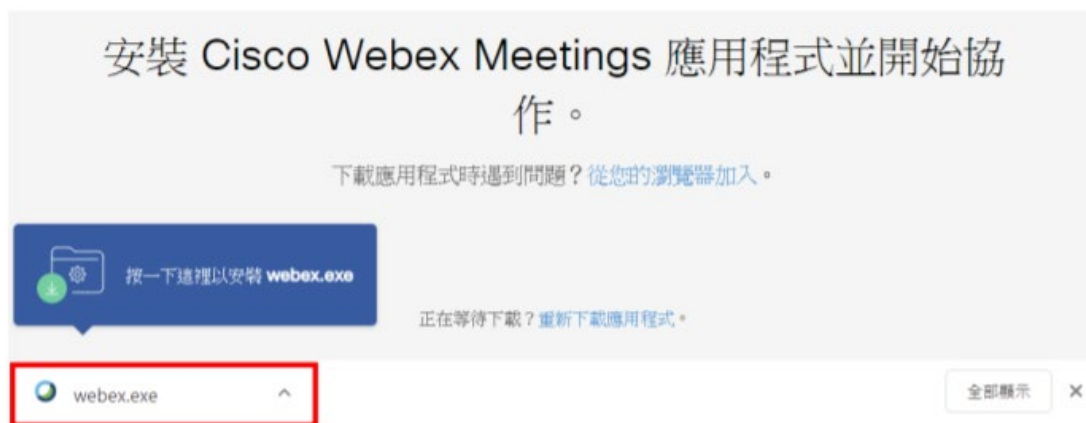 安裝 Cisco Webex Meetings 應用程式並開始協
作。
下載應用程式時遇到問題？從您的瀏覽器加入。
按一下這裡以安裝 webex.exe
正在等待下載？重新下載應用程式。
webex.exe
全部顯示